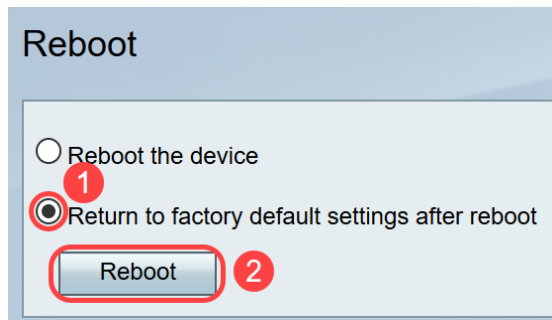 Reboot
Reboot the device
1
Return to factory default settings after reboot
Reboot
2